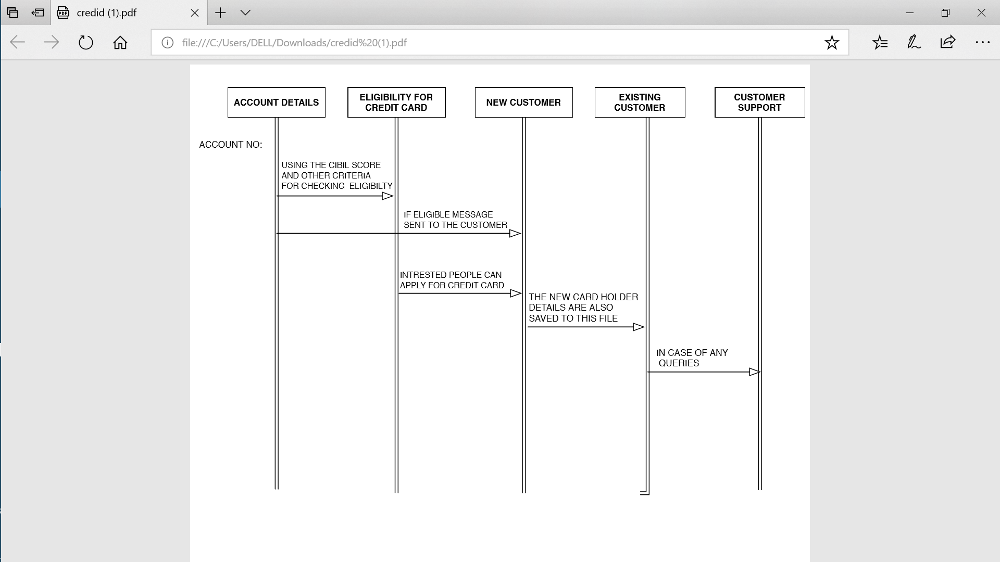 credid (1).pdf
file:///C:/Users/DELL/Downloads/credid%20(1).pdf
ACCOUNT DETAILS
ELIGIBILITY FOR
CREDIT CARD
NEW CUSTOMER
EXISTING
CUSTOMER
CUSTOMER
SUPPORT
ACCOUNT NO:
USING THE CIBIL SCORE
AND OTHER CRITERIA
FOR CHECKING  ELIGIBILTY
IF ELIGIBLE MESSAGE
SENT TO THE CUSTOMER
INTRESTED PEOPLE CAN
APPLY FOR CREDIT CARD
THE NEW CARD HOLDER
DETAILS ARE ALSO
SAVED TO THIS FILE
IN CASE OF ANY
QUERIES